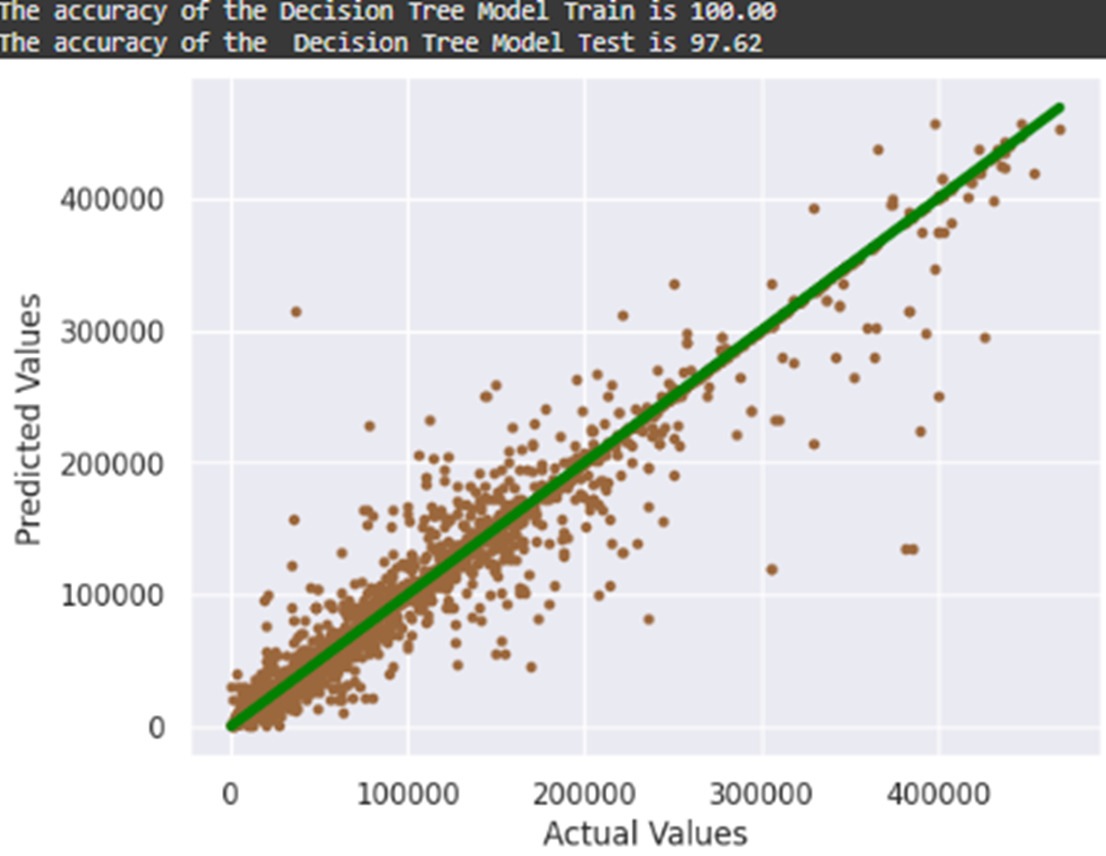 The accuracy of the Decision Tree Model Train is 100.00
The accuracy of the  Decision Tree Model Test is 97.62
400000
300000
200000
100000
0
Predicted Values
0 100000 200000 300000 400000
Actual Values